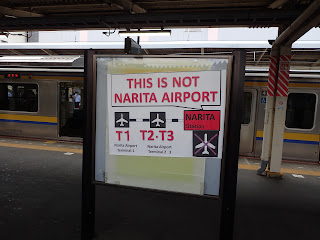 THIS IS NOT
NARITA AIRPORT
T1
T2·T3
NARITA
Narita Airport
Terminal 1
Narita Airport
Terminal 2 · 3